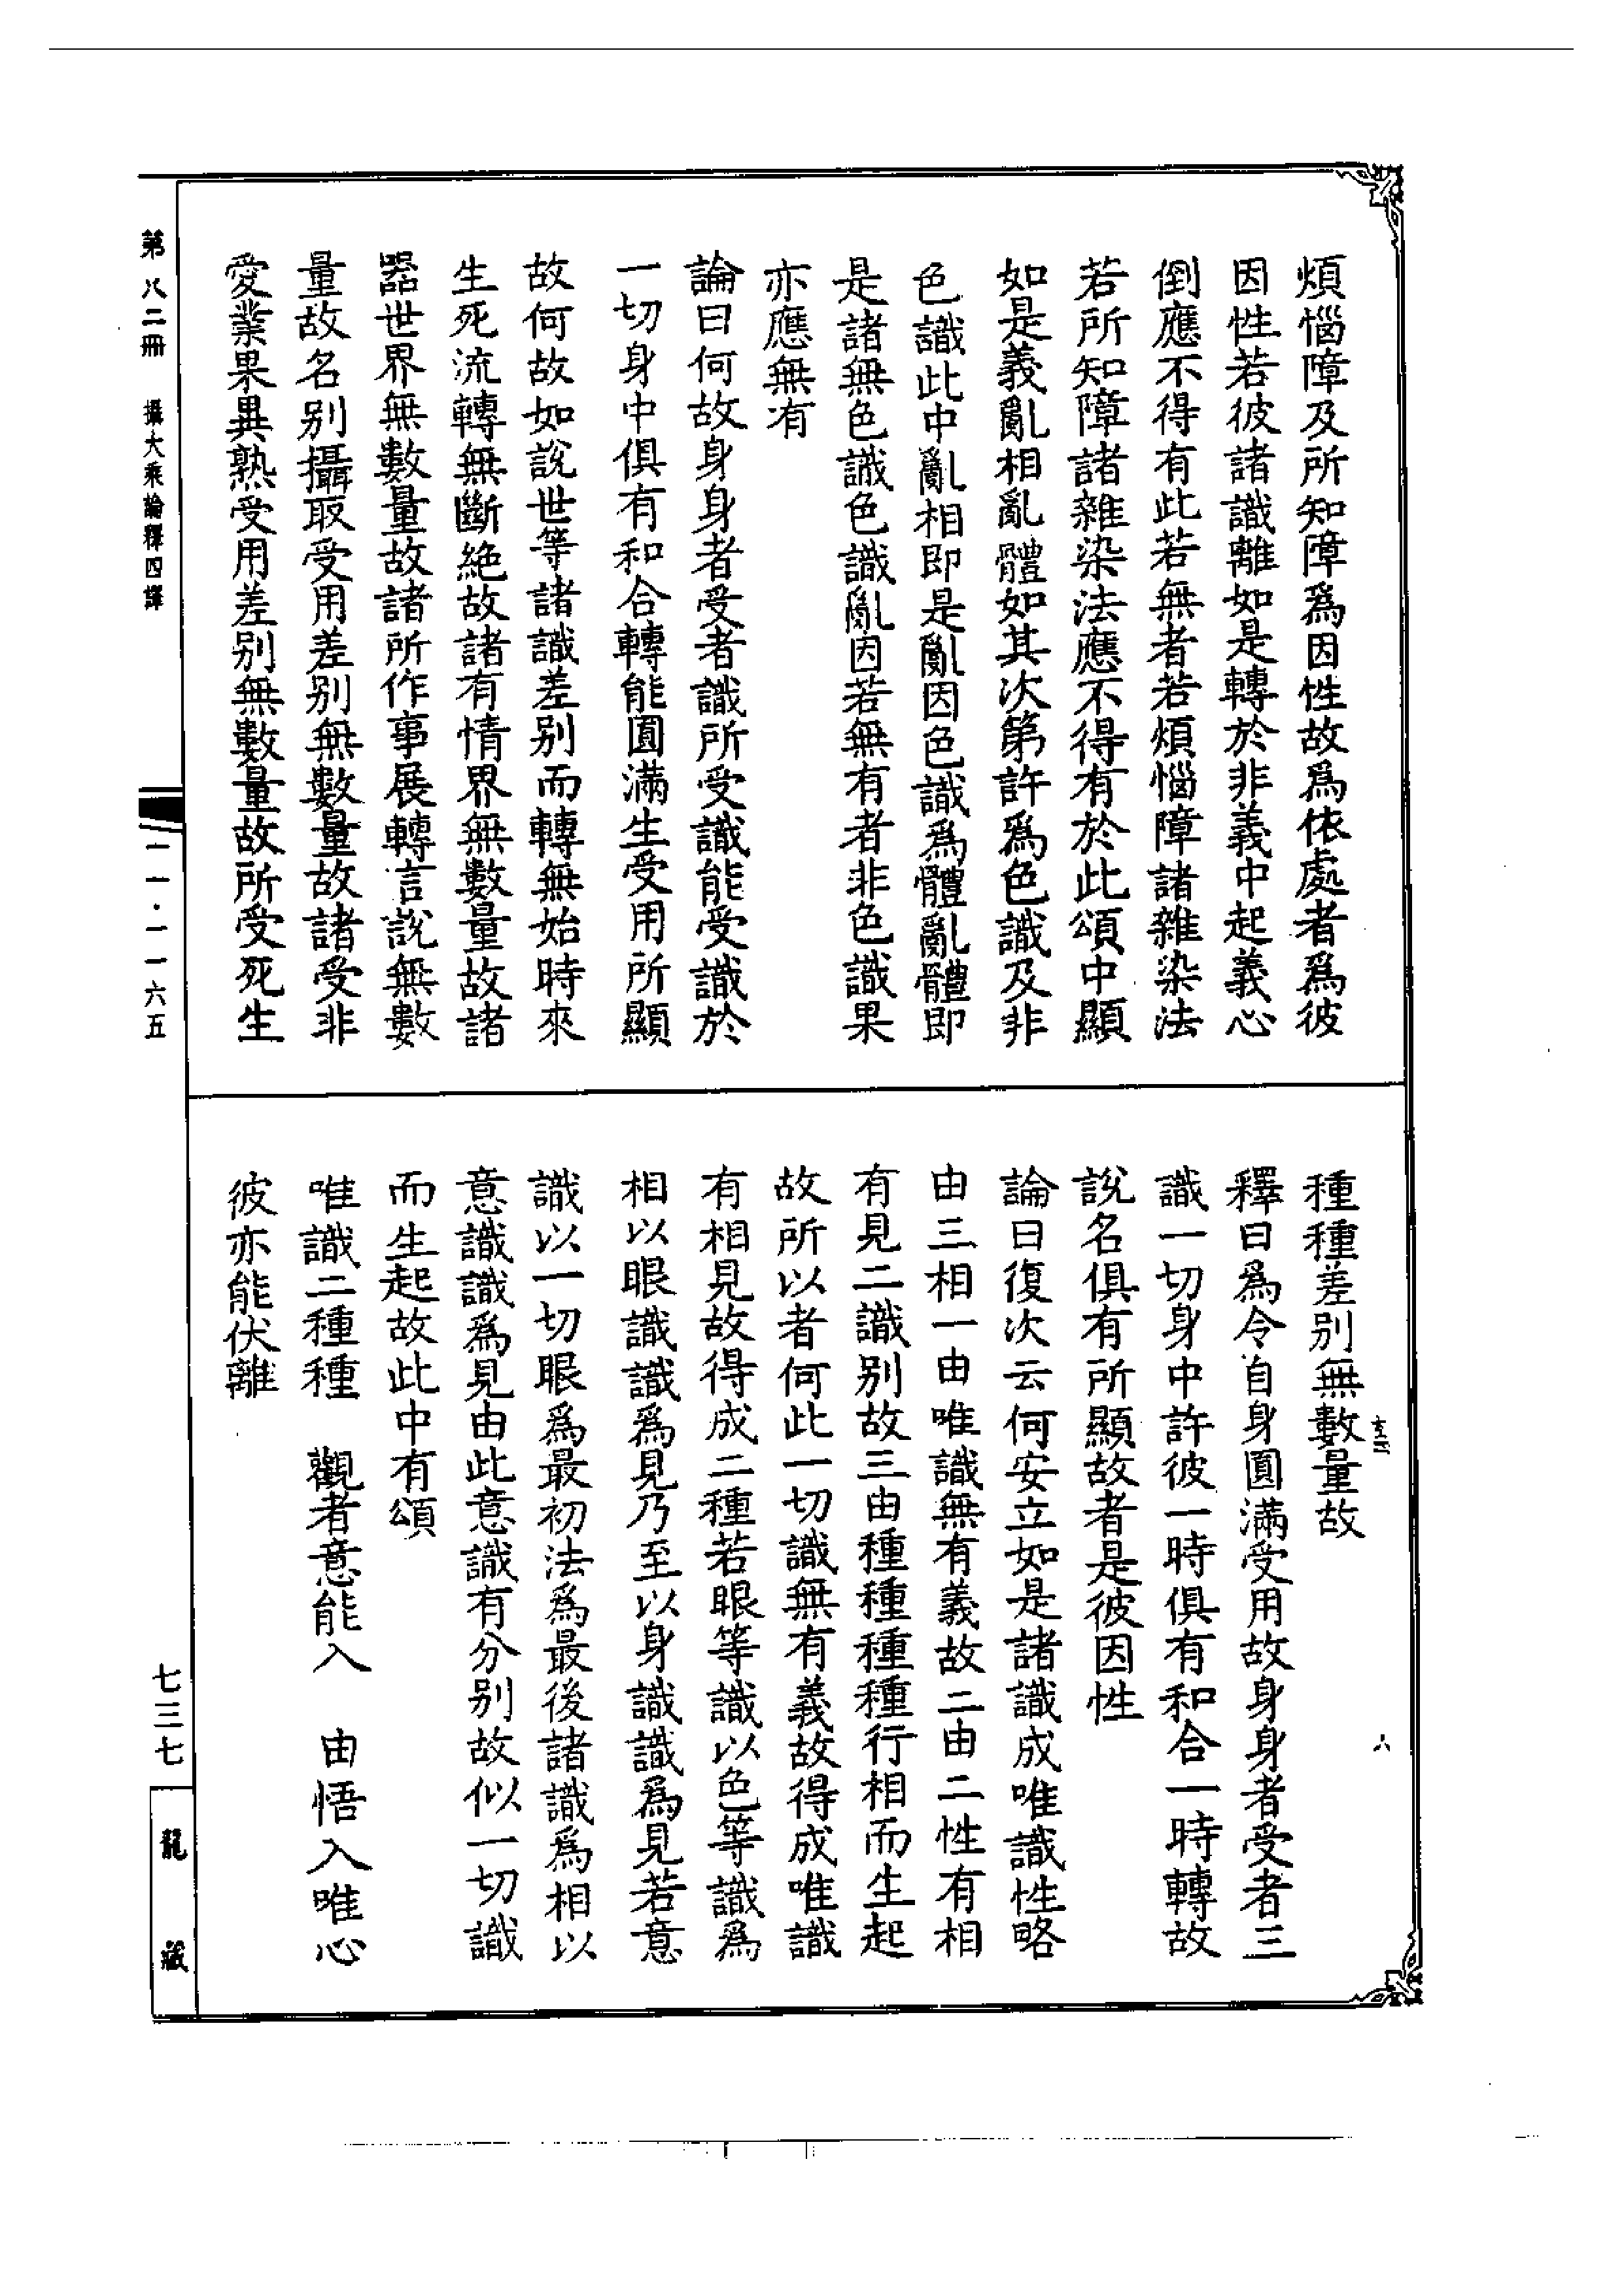 煩惱障及所知障為因性故為依處者為彼
因性若彼諸識離如是轉於非義中起義心
倒應不得有此若無者若煩惱障諸雜染法
若所知障諸雜染法應不得有於此頌中顯
如是義亂相亂體如其次第許為色識及非
色識此中亂相即是亂因色識為體亂體即
是諸無色識色識亂因若無有者非色識果
亦應無有
論曰何故身身者受者識所受識能受識於
一切身中俱有和合轉能圓滿生受用所顯
故何故如說世等諸識差別而轉無始時來
生死流轉無斷絕故諸有情界無數量故諸
器世界無數量故諸所作事展轉言說無數
量故名別攝取受用差別無數量故諸受非
愛業果異熟受用差別無數量故所受死生
種種差別無數量故
釋曰為令自身圓滿受用故身身者受者三
識一切身中許彼一時俱有和合一時轉故
說名俱有所顯故者是彼因性
論曰復次云何安立如是諸識成唯識性略
由三相一由唯識無有義故二由二性有相
有見二識別故三由種種種種行相而生起
故所以者何此一切識無有義故得成唯識
有相見故得成二種若眼等識以色等識為
相以眼識識為見乃至以身識識為見若意
識以一切眼為最初法為最後諸識為相以
意識識為見由此意識有分別故似一切識
而生起故此中有頌
唯識二種種　觀者意能入　由悟入唯心
彼亦能伏離
八
第八二冊　攝大乘論釋四譯
一一·一一六五
七三七
龍藏